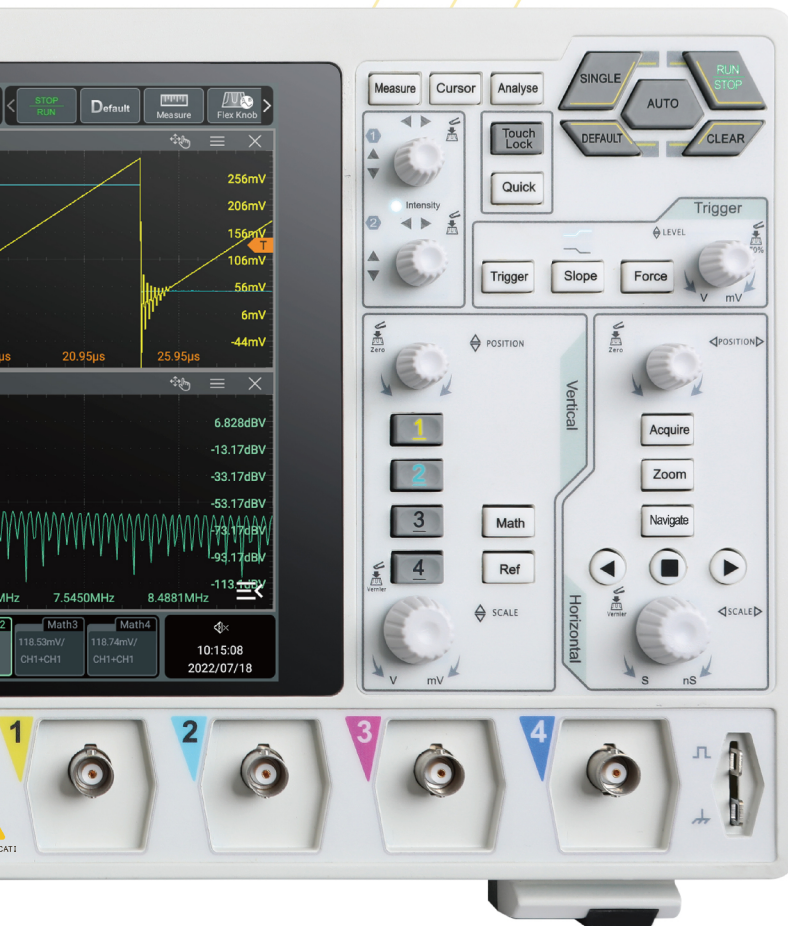 STOP
RUN
Default
Measure
Flex Knob
256mV
206mV
156mV
T
106mV
56mV
6mV
-44mV
µs
20.95µs
25.95µs
6.828dBV
-13.17dBV
-33.17dBV
-53.17dBV
-73.17dBV
-93.17dBV
-113.1dBV
MHz
7.5450MHz
8.4881MHz
2
Math3
Math4
118.53mV/
CH1+CH1
118.74mV/
CH1+CH1
10:15:08
2022/07/18
Measure
Cursor
Analyse
SINGLE
RUN
STOP
AUTO
DEFAULT
CLEAR
1
Intensity
2
Touch
Lock
Quick
Trigger
LEVEL
50%
Trigger
Slope
Force
V
mV
Zero
POSITION
Vertical
1
2
3
4
Math
Ref
Vernier
SCALE
V
mV
Zero
POSITION
Acquire
Zoom
Navigate
Horizontal
Vernier
SCALE
S
nS
1
2
3
4
CATI